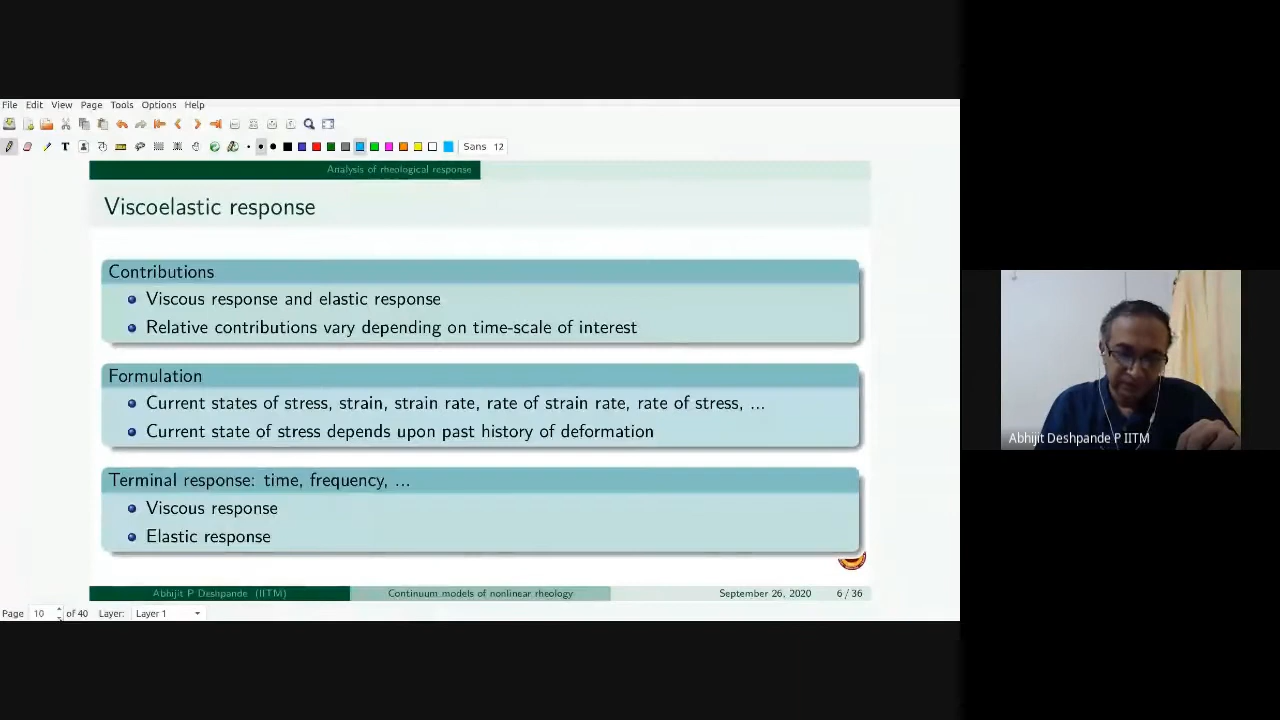 File Edit View Page Tools Options Help
Sans 12
Analysis of rheological response
Viscoelastic response
Contributions
Viscous response and elastic response
Relative contributions vary depending on time-scale of interest
Formulation
Current states of stress, strain, strain rate, rate of strain rate, rate of stress, ...
Current state of stress depends upon past history of deformation
Terminal response: time, frequency, ...
Viscous response
Elastic response
Abhijit P Deshpande (IITM) Continuum models of nonlinear rheology September 26, 2020 6 / 36
Page 10 of 40 Layer: Layer 1
Abhijit Deshpande P IITM